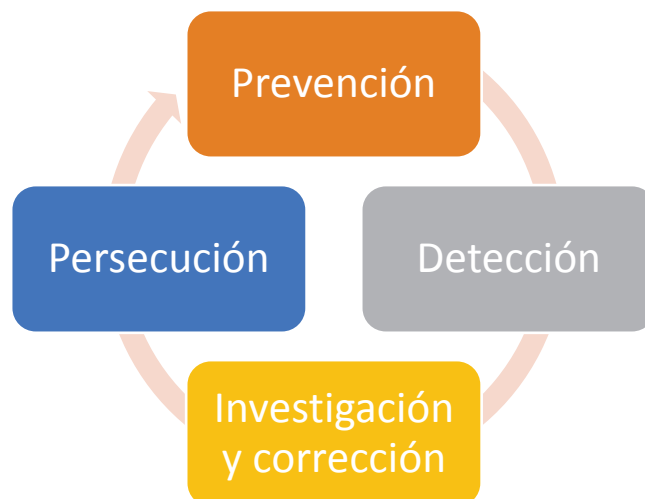 Prevención
Persecución
Detección
Investigación
y corrección